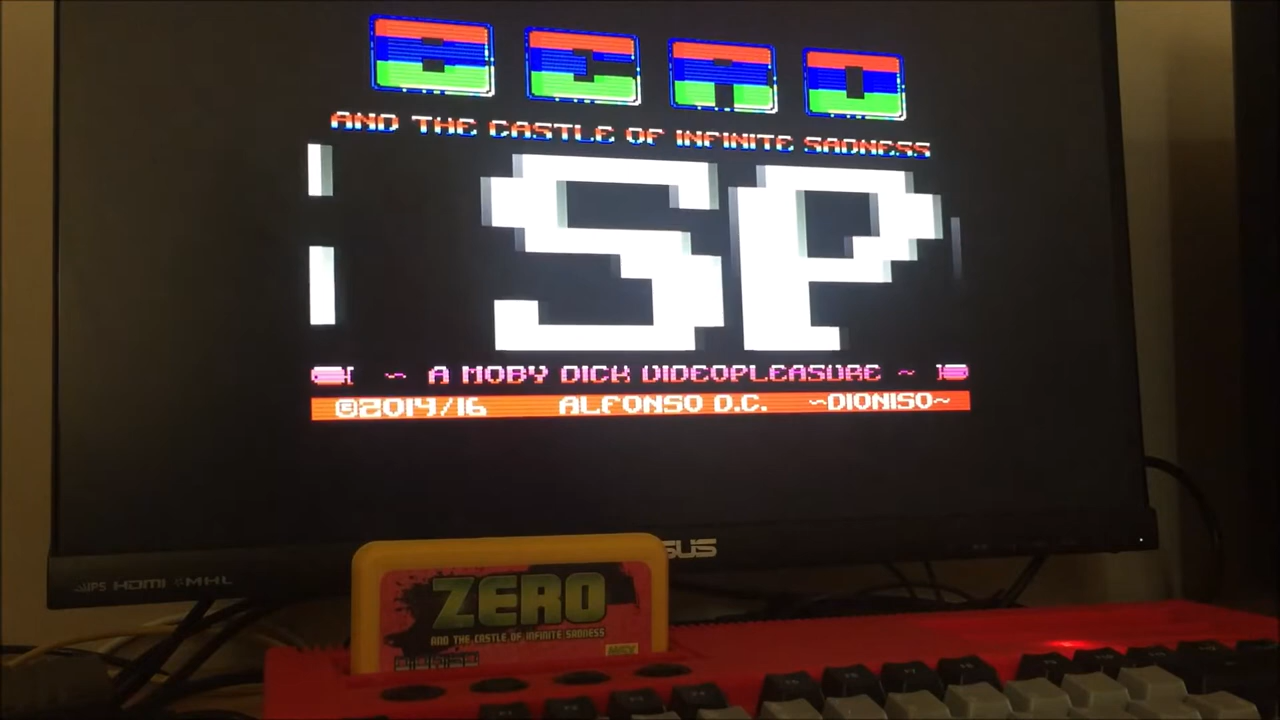 ZERO
AND THE CASTLE OF INFINITE SADNESS
SP
~ A MOBY DICK VIDEOPLEASURE ~
©2014/16 ALFONSO D.C. ~DIONISO~
SUS
IPS HDMI MHL
ZERO
AND THE CASTLE OF INFINITE SADNESS